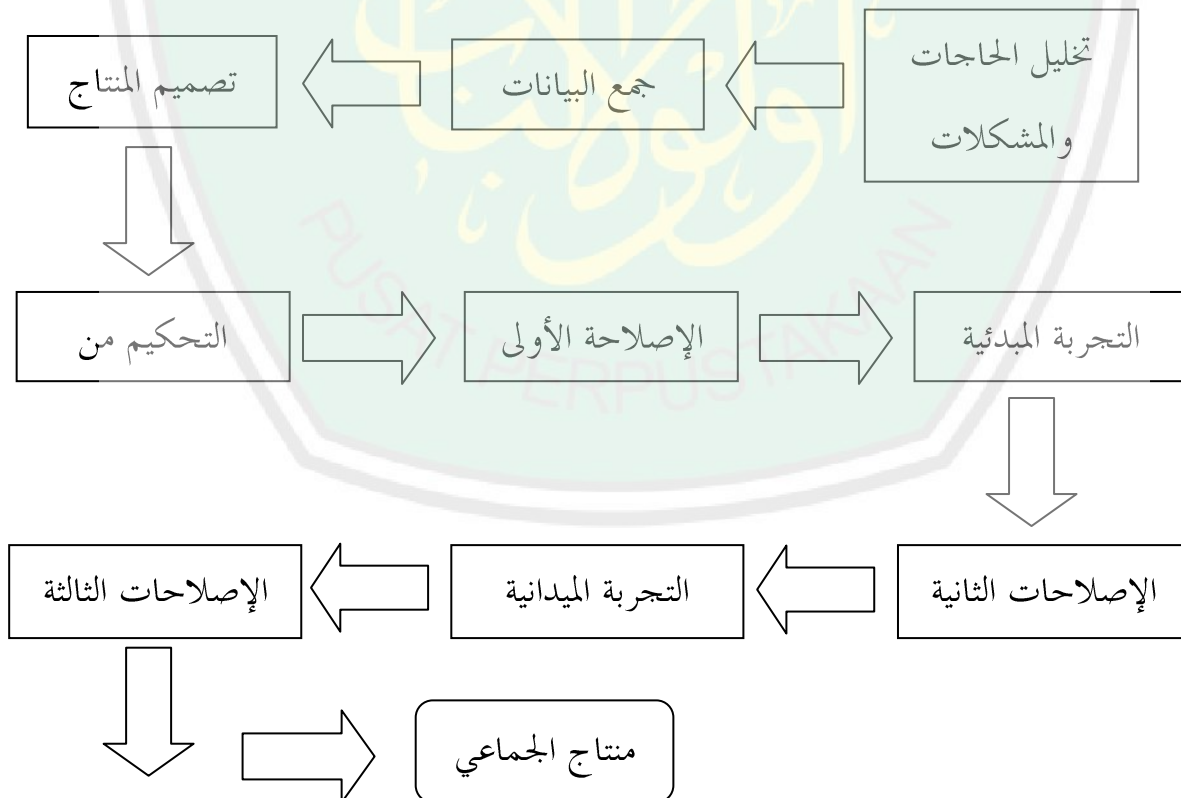 تخليل الحاجات
والمشكلات
جمع البيانات
تصميم المنتاج
التحكيم من
الإصلاحة الأولى
التجربة المبدئية
الإصلاحات الثانية
التجربة الميدانية
الإصلاحات الثالثة
منتاج الجماعي
PUSAT PERPUSTAKAAN